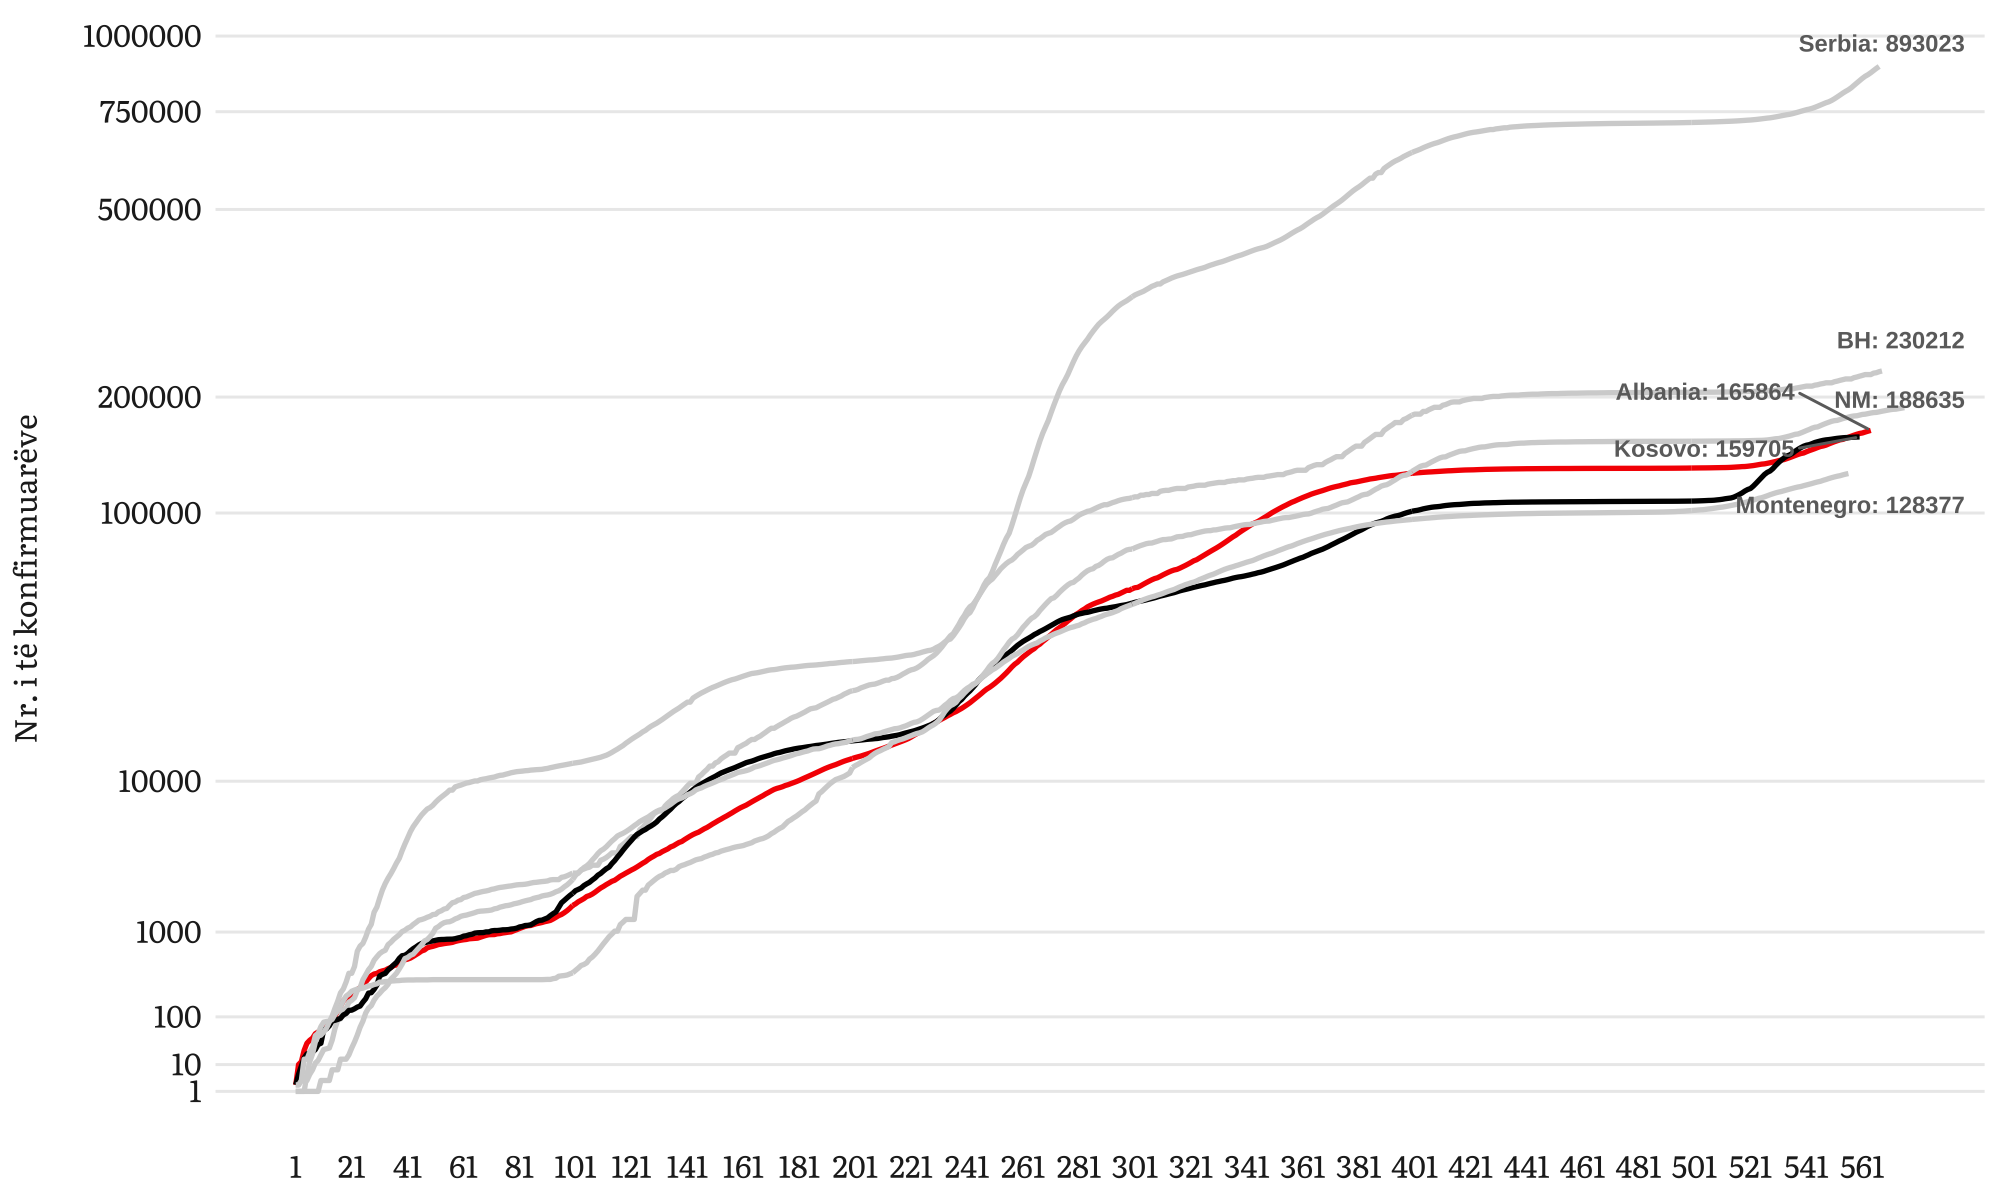 1000000
Serbia: 893023
750000
500000
BH: 230212
200000
Albania: 165864
NM: 188635
Kosovo: 159705
Montenegro: 128377
100000
Nr. i të konfirmuarëve
10000
1000
100
10
1
1 21 41 61 81 101 121 141 161 181 201 221 241 261 281 301 321 341 361 381 401 421 441 461 481 501 521 541 561